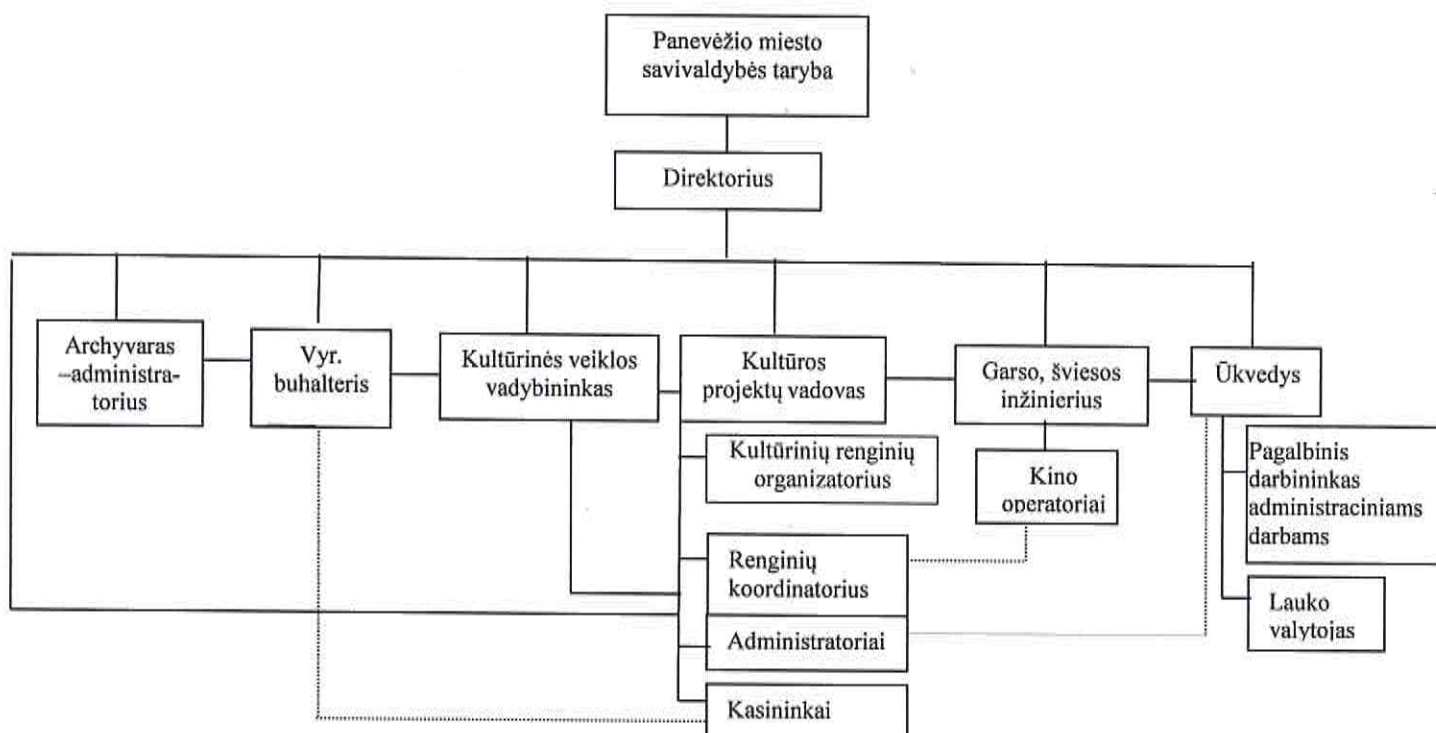 Panevėžio miesto
savivaldybės taryba
Direktorius
Archyvaras
–administra-
torius
Vyr.
buhalteris
Kultūrinės veiklos
vadybininkas
Kultūros
projektų vadovas
Garso, šviesos
inžinierius
Ūkvedys
Kultūrinių renginių
organizatorius
Kino
operatoriai
Pagalbinis
darbininkas
administraciniams
darbams
Renginių
koordinatorius
Lauko
valytojas
Administratoriai
Kasininkai